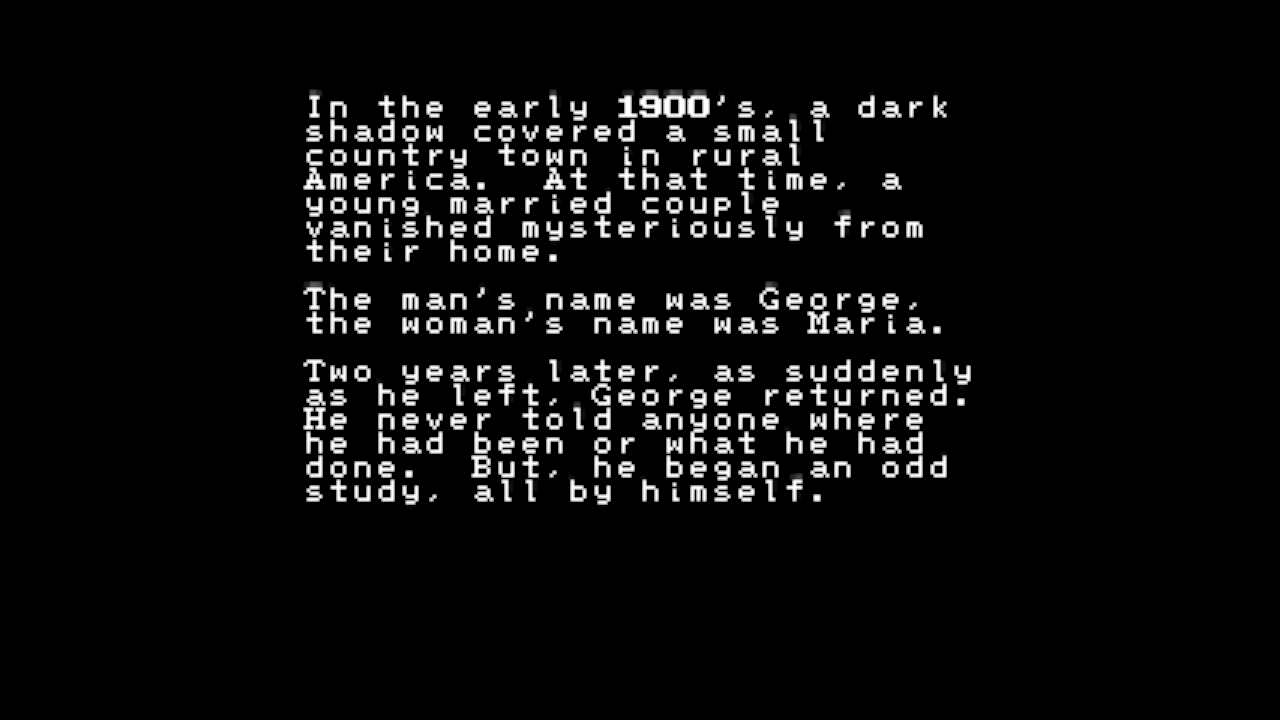 In the early 1900's, a dark
shadow covered a small
country town in rural
America.  At that time, a
young married couple
vanished mysteriously from
their home.
The man's name was George,
the woman's name was Maria.
Two years later, as suddenly
as he left, George returned.
He never told anyone where
he had been or what he had
done.  But, he began an odd
study, all by himself.